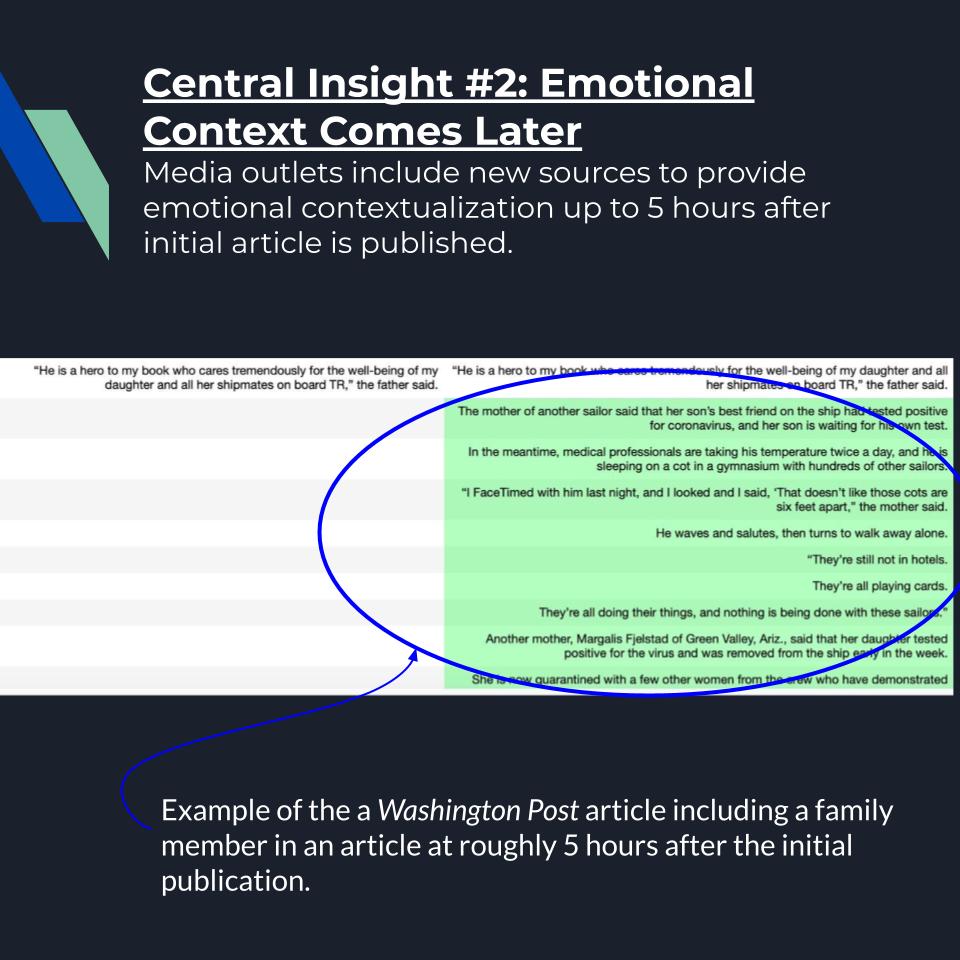 Central Insight #2: Emotional
Context Comes Later
Media outlets include new sources to provide
emotional contextualization up to 5 hours after
initial article is published.
“He is a hero to my book who cares tremendously for the well-being of my
daughter and all her shipmates on board TR,” the father said.
“He is a hero to my book who cares tremendously for the well-being of my daughter and all
her shipmates on board TR,” the father said.
The mother of another sailor said that her son’s best friend on the ship had tested positive
for coronavirus, and her son is waiting for his own test.
In the meantime, medical professionals are taking his temperature twice a day, and he is
sleeping on a cot in a gymnasium with hundreds of other sailors.
“I FaceTimed with him last night, and I looked and I said, ‘That doesn’t like those cots are
six feet apart,” the mother said.
He waves and salutes, then turns to walk away alone.
“They’re still not in hotels.
They’re all playing cards.
They’re all doing their things, and nothing is being done with these sailors.”
Another mother, Margalis Fjelstad of Green Valley, Ariz., said that her daughter tested
positive for the virus and was removed from the ship early in the week.
She is now quarantined with a few other women from the crew who have demonstrated
Example of the a Washington Post article including a family
member in an article at roughly 5 hours after the initial
publication.